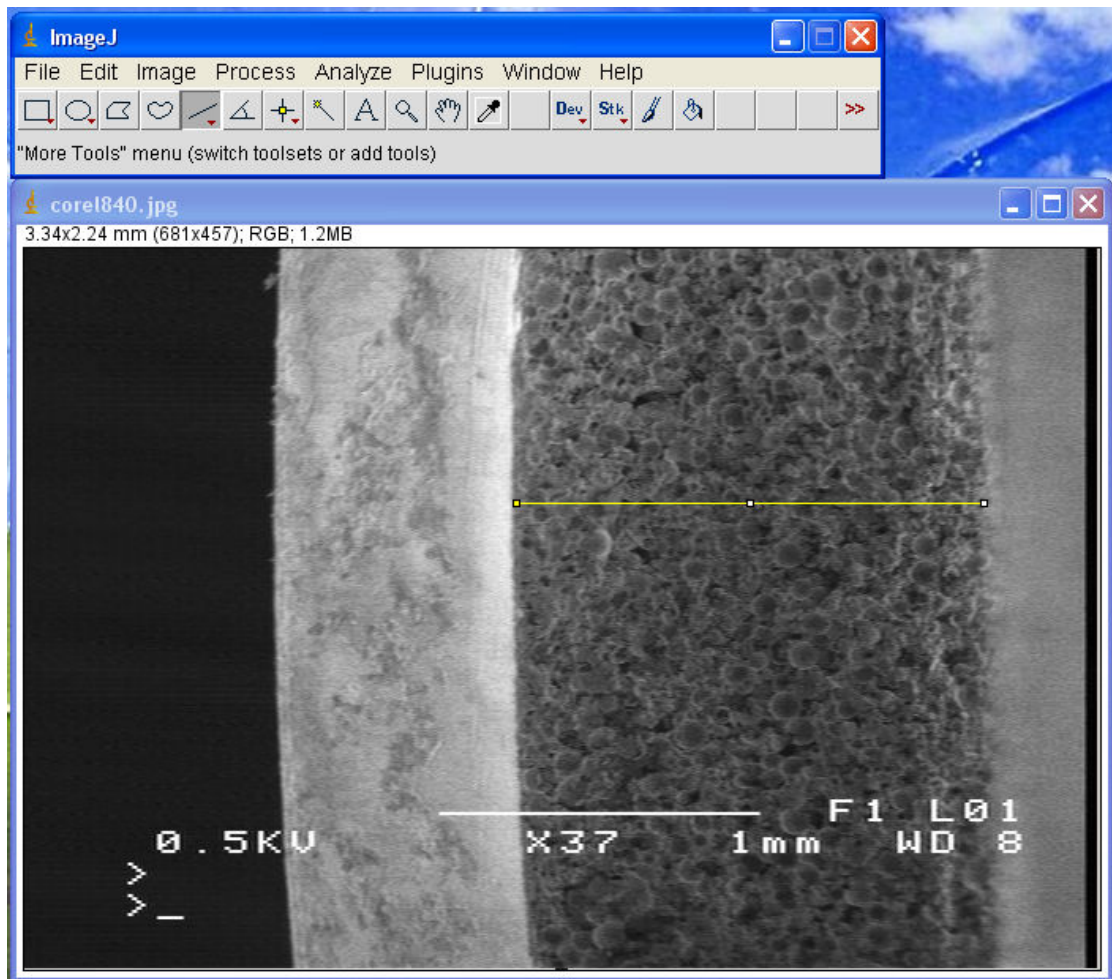 ImageJ
File Edit Image Process Analyze Plugins Window Help
A Dev Stk >>
"More Tools" menu (switch toolsets or add tools)
corel840.jpg
3.34x2.24 mm (681x457); RGB; 1.2MB
F1 L01
0.5KV X37 1mm WD 8
>
>_